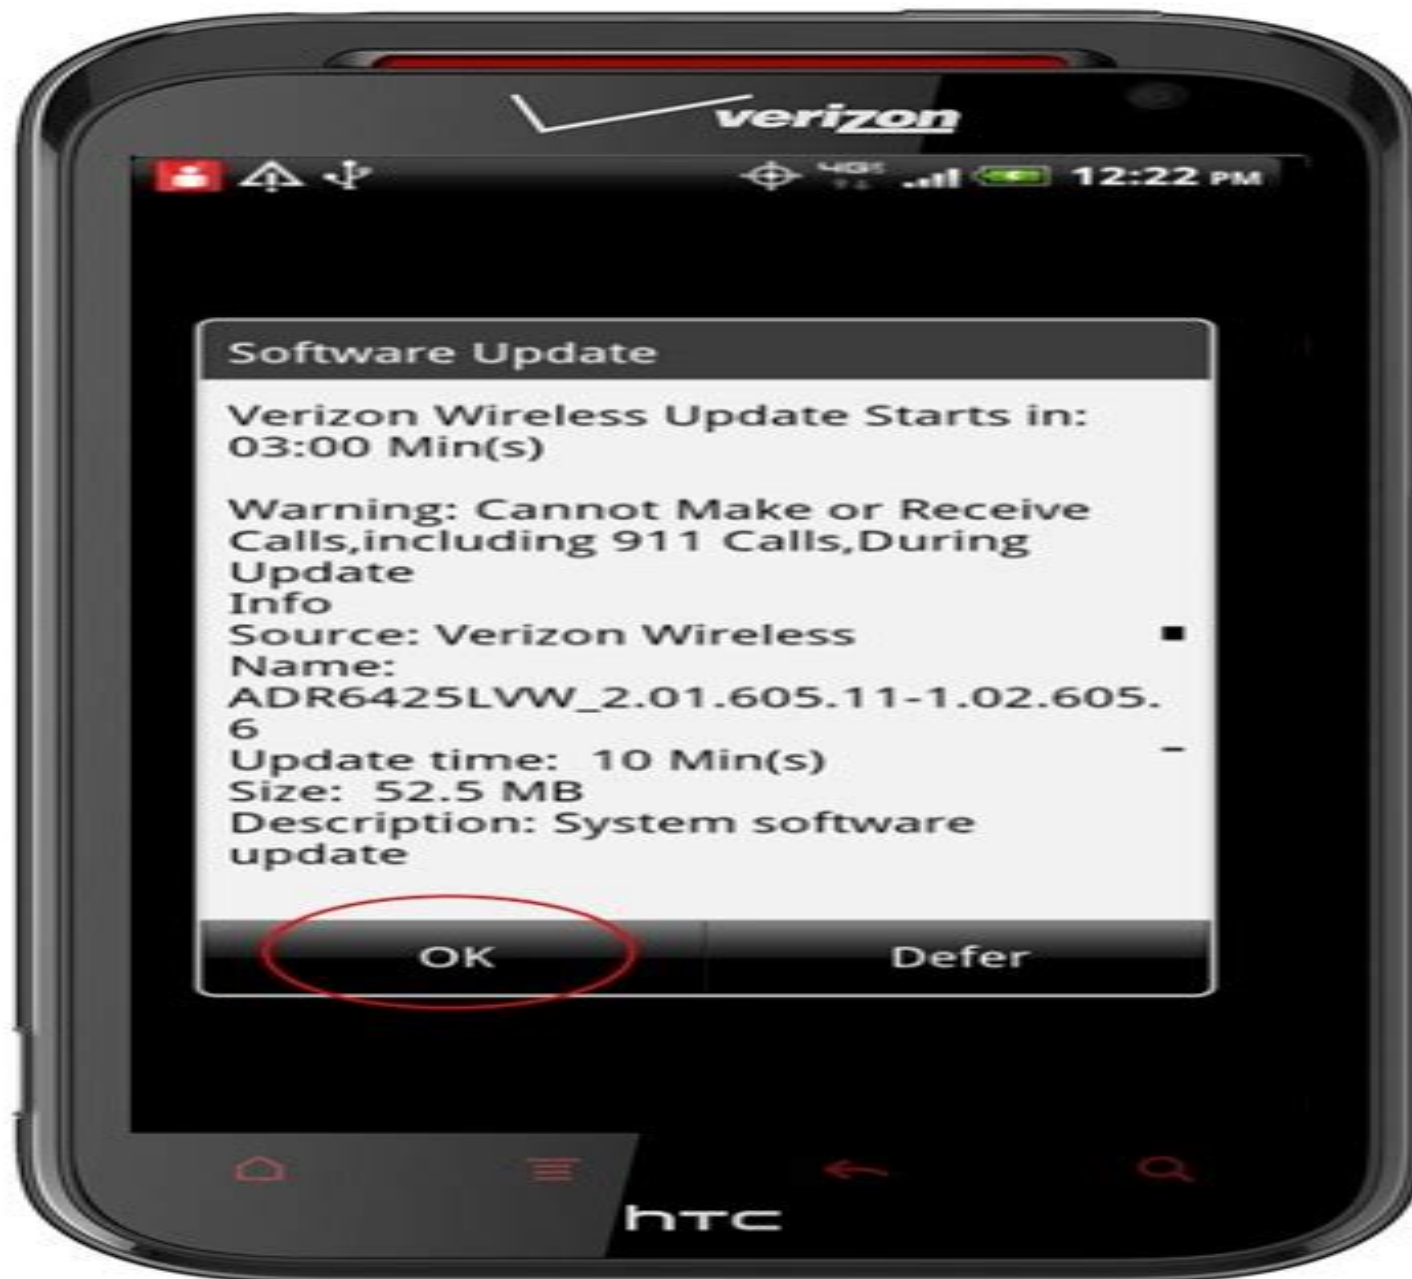 verizon
4G
12:22 PM
Software Update
Verizon Wireless Update Starts in:
03:00 Min(s)
Warning: Cannot Make or Receive
Calls,including 911 Calls,During
Update
Info
Source: Verizon Wireless
Name:
ADR6425LVW_2.01.605.11-1.02.605.
6
Update time:  10 Min(s)
Size:  52.5 MB
Description: System software
update
OK
Defer
hTC